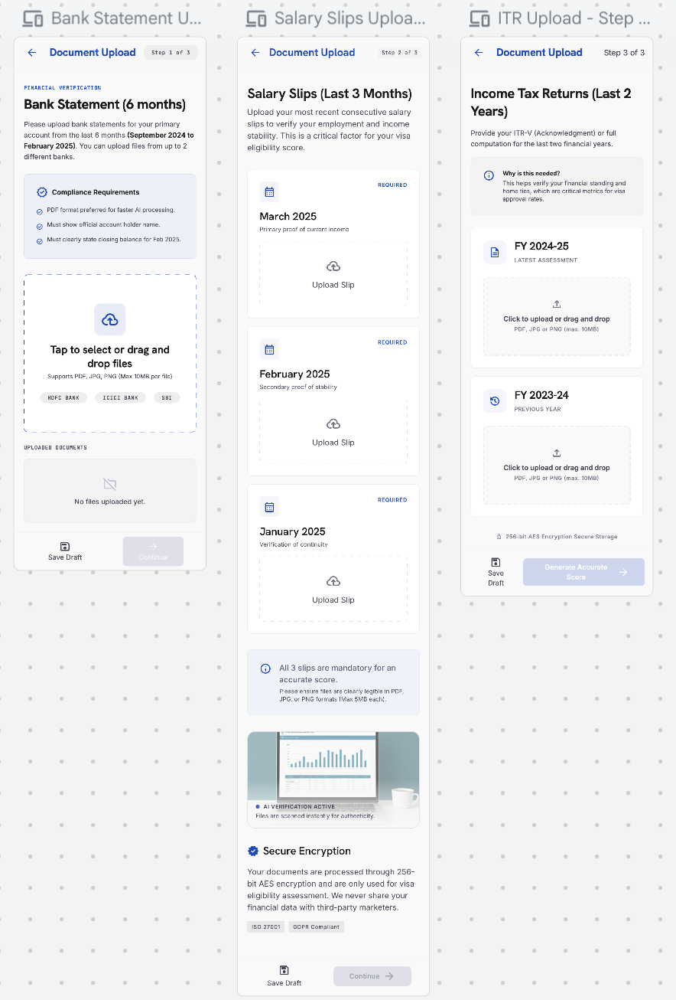 Bank Statement U...
Document Upload
Step 1 of 3
FINANCIAL VERIFICATION
Bank Statement (6 months)
Please upload bank statements for your primary
account from the last 6 months (September 2024 to
February 2025). You can upload files from up to 2
different banks.
Compliance Requirements
PDF format preferred for faster AI processing.
Must show official account holder name.
Must clearly state closing balance for Feb 2025.
Tap to select or drag and
drop files
Supports PDF, JPG, PNG (Max 10MB per file)
HDFC BANK
ICICI BANK
SBI
UPLOADED DOCUMENTS
No files uploaded yet.
Save Draft
Continue
Salary Slips Uploa...
Document Upload
Step 2 of 3
Salary Slips (Last 3 Months)
Upload your most recent consecutive salary
slips to verify your employment and income
stability. This is a critical factor for your visa
eligibility score.
REQUIRED
March 2025
Primary proof of current income
Upload Slip
REQUIRED
February 2025
Secondary proof of stability
Upload Slip
REQUIRED
January 2025
Verification of continuity
Upload Slip
All 3 slips are mandatory for an
accurate score.
Please ensure files are clearly legible in PDF,
JPG, or PNG formats (Max 5MB each).
AI VERIFICATION ACTIVE
Files are scanned instantly for authenticity.
Secure Encryption
Your documents are processed through 256-
bit AES encryption and are only used for visa
eligibility assessment. We never share your
financial data with third-party marketers.
ISO 27001
GDPR Compliant
Save Draft
Continue
ITR Upload - Step ...
Document Upload
Step 3 of 3
Income Tax Returns (Last 2
Years)
Provide your ITR-V (Acknowledgment) or full
computation for the last two financial years.
Why is this needed?
This helps verify your financial standing and
home ties, which are critical metrics for visa
approval rates.
FY 2024-25
LATEST ASSESSMENT
Click to upload or drag and drop
PDF, JPG or PNG (max. 10MB)
FY 2023-24
PREVIOUS YEAR
Click to upload or drag and drop
PDF, JPG or PNG (max. 10MB)
256-bit AES Encryption Secure Storage
Save
Draft
Generate Accurate
Score